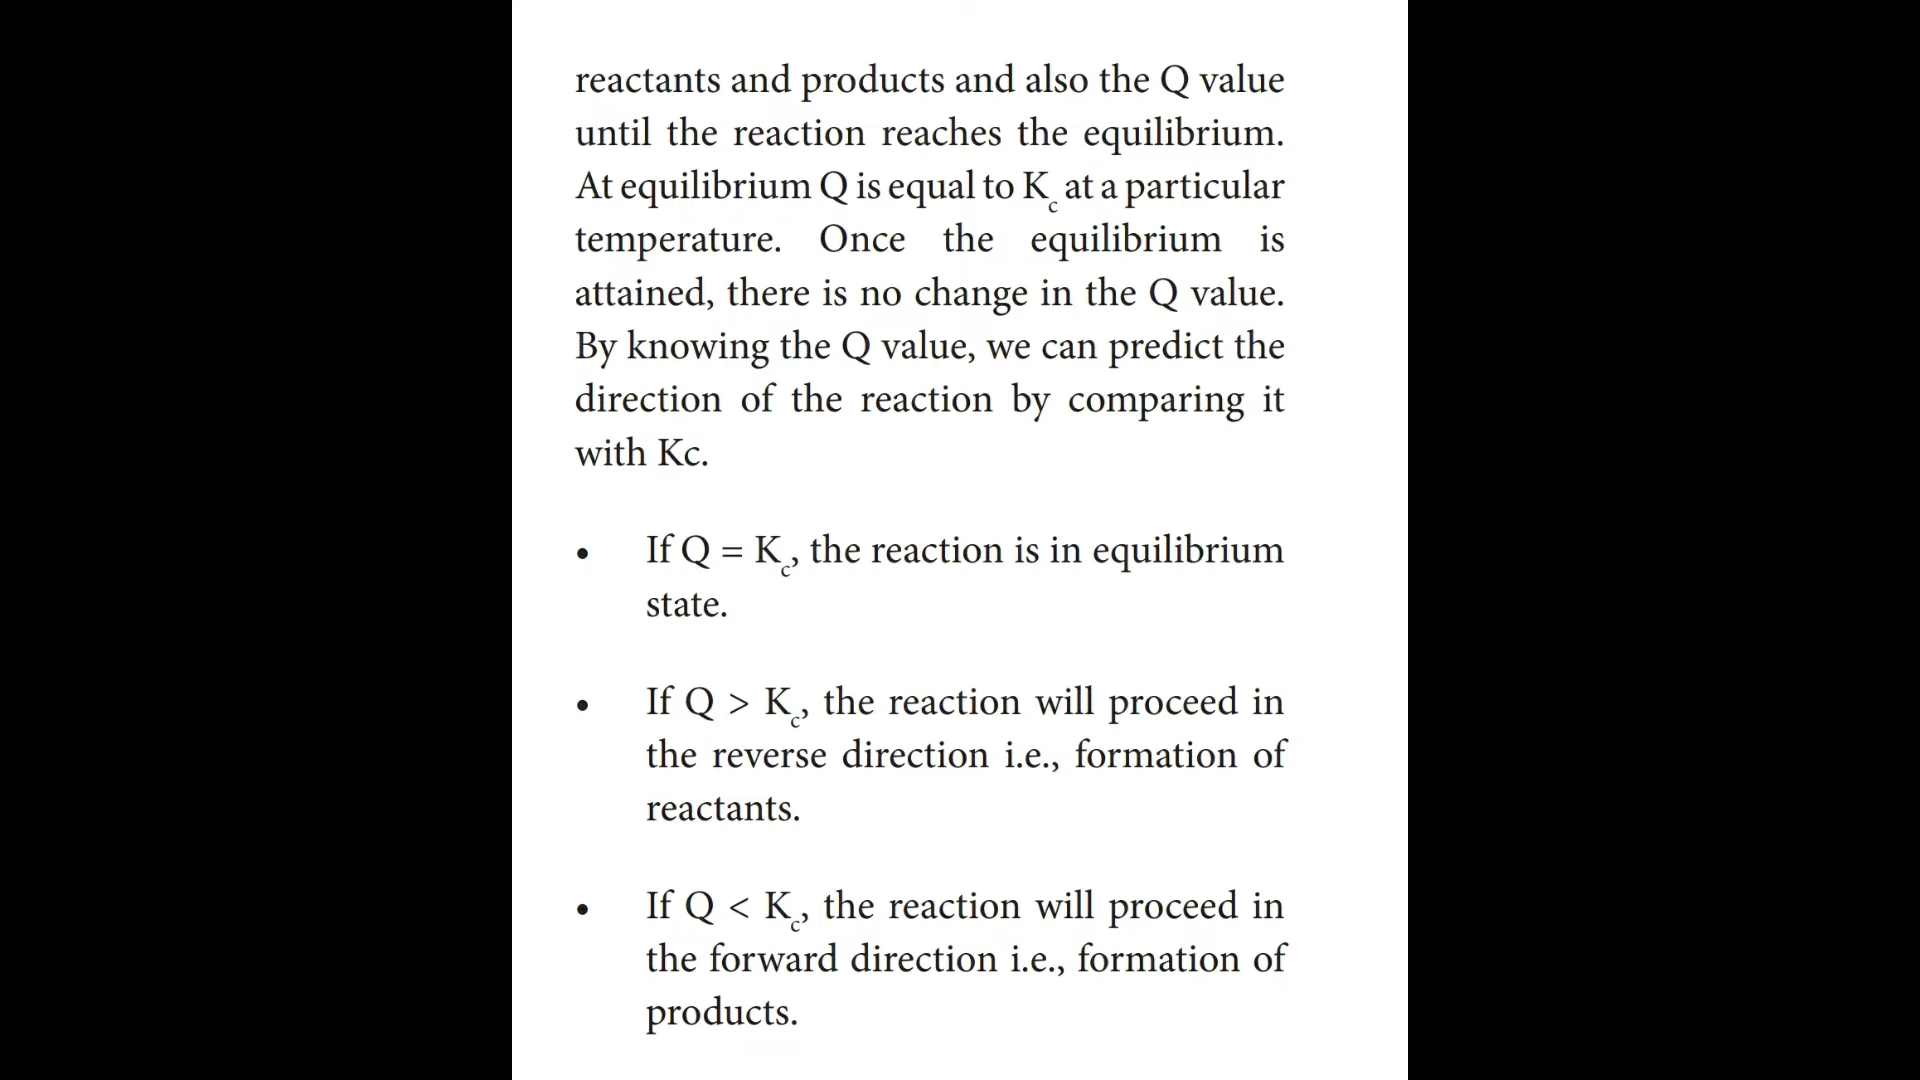 reactants and products and also the Q value
until the reaction reaches the equilibrium.
At equilibrium Q is equal to Kc at a particular
temperature. Once the equilibrium is
attained, there is no change in the Q value.
By knowing the Q value, we can predict the
direction of the reaction by comparing it
with Kc.
• If Q = Kc, the reaction is in equilibrium
state.
• If Q > Kc, the reaction will proceed in
the reverse direction i.e., formation of
reactants.
• If Q < Kc, the reaction will proceed in
the forward direction i.e., formation of
products.